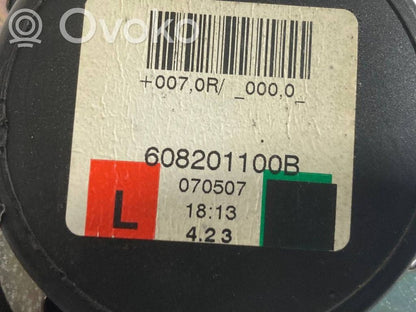 Ovoko
+007,0R/ _000,0_
608201100B
070507
L
18:13
4.23